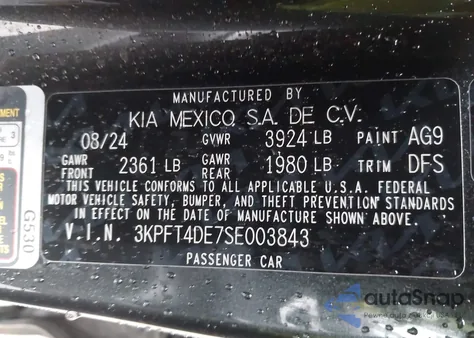 MANUFACTURED BY
KIA MEXICO, S.A. DE C.V.
08/24 GVWR 3924 LB PAINT AG9
GAWR FRONT 2361 LB GAWR REAR 1980 LB TRIM DFS
THIS VEHICLE CONFORMS TO ALL APPLICABLE U.S.A. FEDERAL
MOTOR VEHICLE SAFETY, BUMPER, AND THEFT PREVENTION STANDARDS
IN EFFECT ON THE DATE OF MANUFACTURE SHOWN ABOVE.
V.I.N. 3KPFT4DE7SE003843
PASSENGER CAR
G530
autoSnap